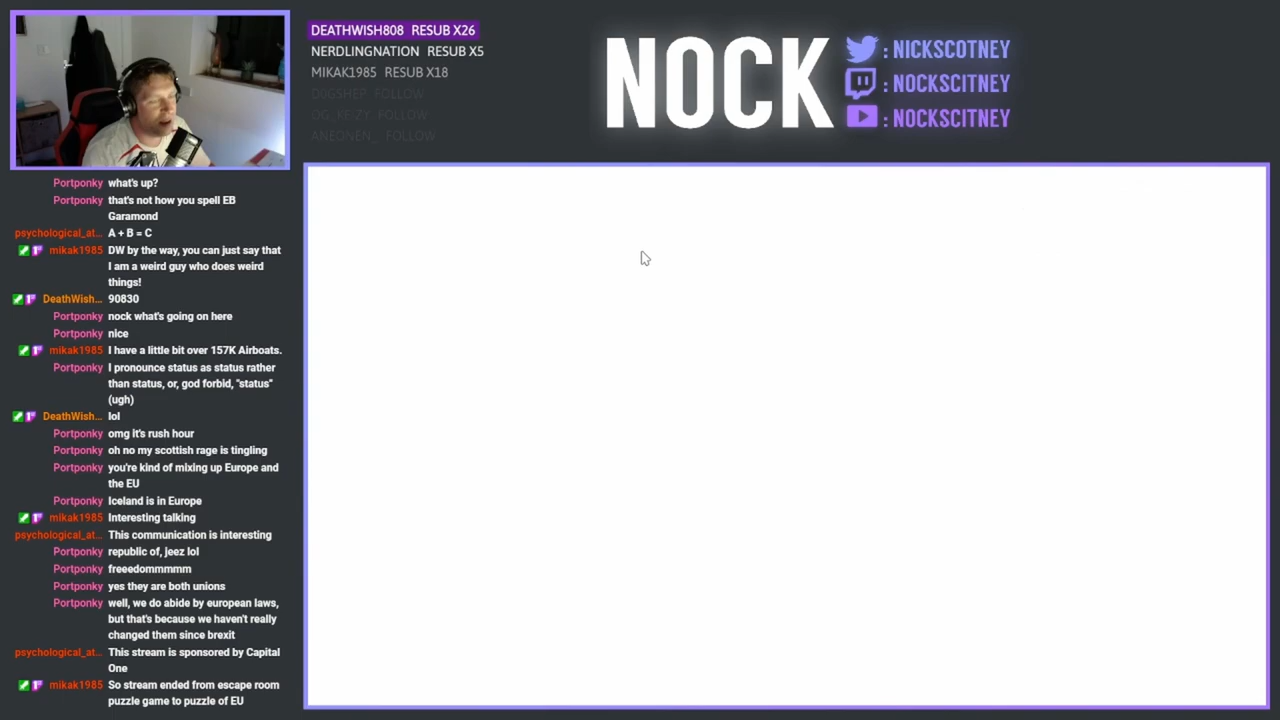 DEATHWISH808 RESUB X26
NERDLINGNATION RESUB X5
MIKAK1985 RESUB X18
D0GSHEP FOLLOW
OG_KEIZY FOLLOW
ANEONEN_ FOLLOW
NOCK
: NICKSCOTNEY
: NOCKSCITNEY
: NOCKSCITNEY
Portponky what's up?
Portponky that's not how you spell EB
Garamond
psychological_at... A + B = C
mikak1985 DW by the way, you can just say that
I am a weird guy who does weird
things!
DeathWish... 90830
Portponky nock what's going on here
Portponky nice
mikak1985 I have a little bit over 157K Airboats.
Portponky I pronounce status as status rather
than status, or, god forbid, "status"
(ugh)
DeathWish... lol
Portponky omg it's rush hour
Portponky oh no my scottish rage is tingling
Portponky you're kind of mixing up Europe and
the EU
Portponky Iceland is in Europe
mikak1985 Interesting talking
psychological_at... This communication is interesting
Portponky republic of, jeez lol
Portponky freeedommmmm
Portponky yes they are both unions
Portponky well, we do abide by european laws,
but that's because we haven't really
changed them since brexit
psychological_at... This stream is sponsored by Capital
One
mikak1985 So stream ended from escape room
puzzle game to puzzle of EU